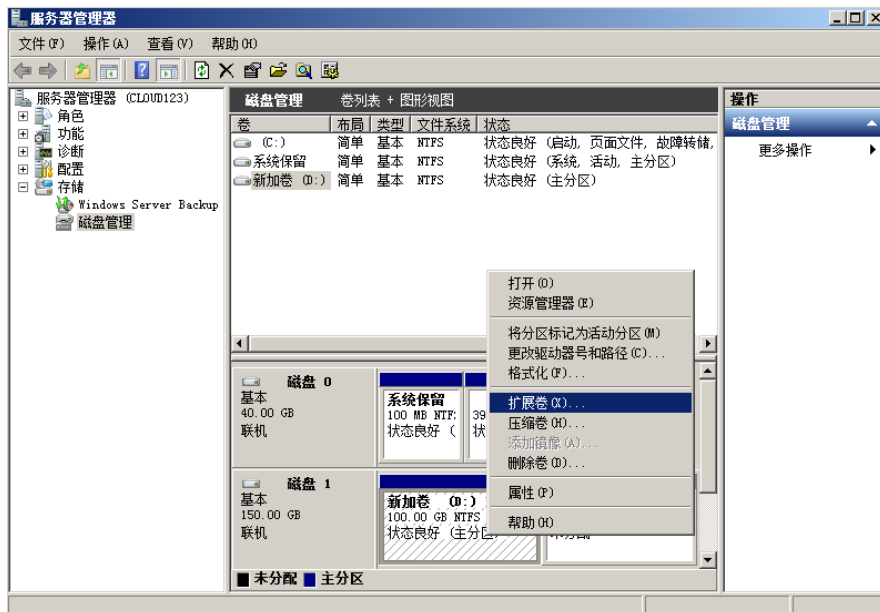 服务器管理器
文件(F) 操作(A) 查看(V) 帮助(H)
服务器管理器 (CLOUD123)
角色
功能
诊断
配置
存储
Windows Server Backup
磁盘管理
磁盘管理 卷列表 + 图形视图
卷 布局 类型 文件系统 状态
(C:) 简单 基本 NTFS 状态良好 (启动, 页面文件, 故障转储,
系统保留 简单 基本 NTFS 状态良好 (系统, 活动, 主分区)
新加卷 (D:) 简单 基本 NTFS 状态良好 (主分区)
打开(O)
资源管理器(E)
将分区标记为活动分区(M)
更改驱动器号和路径(C)...
格式化(F)...
扩展卷(X)...
压缩卷(H)...
添加镜像(A)...
删除卷(D)...
属性(P)
帮助(H)
磁盘 0
基本
40.00 GB
联机
系统保留
100 MB NTF:
状态良好 (
39
状
磁盘 1
基本
150.00 GB
联机
新加卷 (D:)
100.00 GB NTFS
状态良好 (主分区)
未分配 主分区
操作
磁盘管理
更多操作